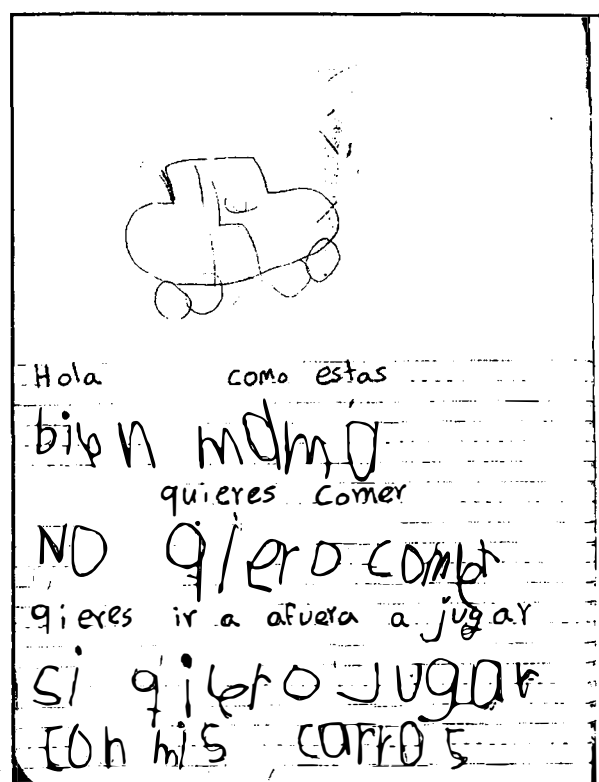 Hola como estas
bien mamá
quieres comer
NO qiero comer
qieres ir a afuera a jugar
si qiero jugar
con mis carros